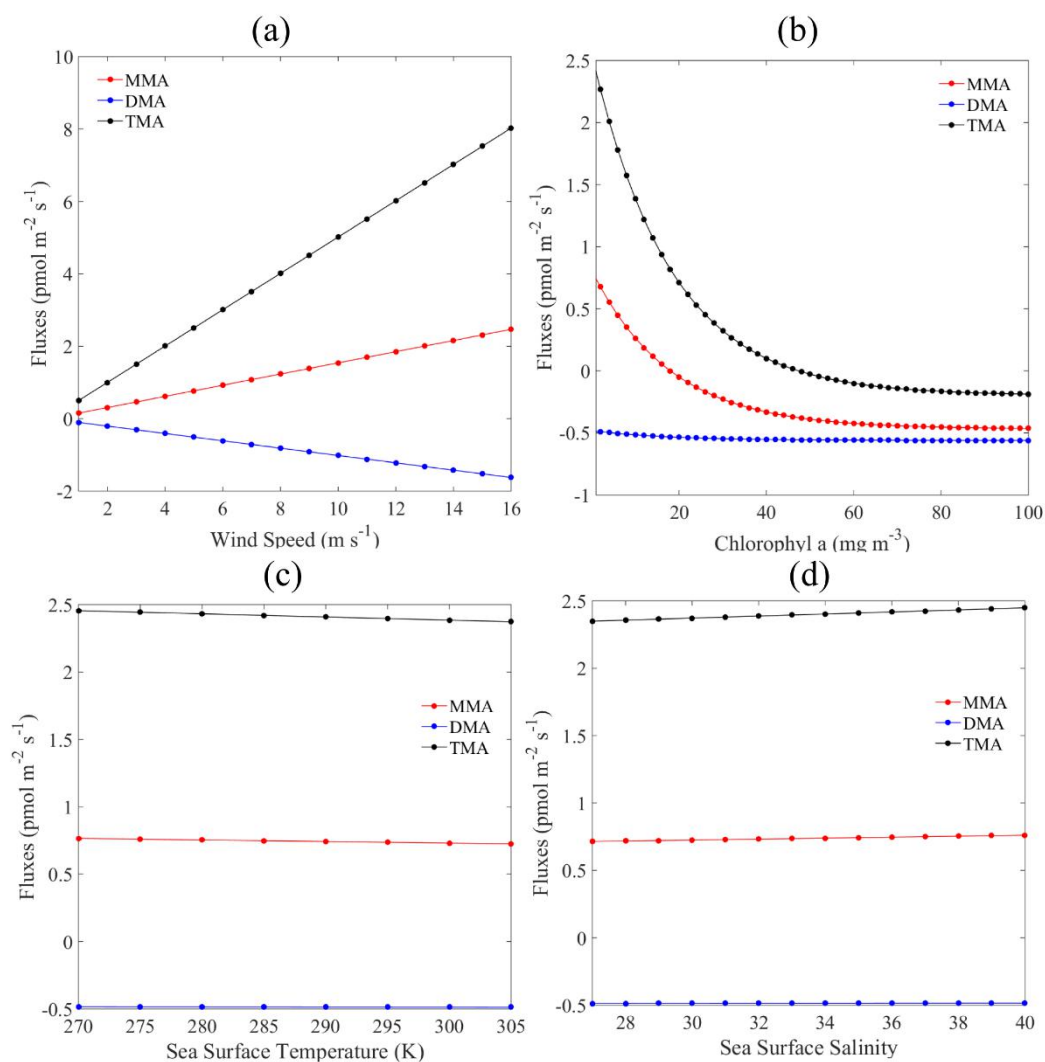 (a)
10
8
6
4
2
0
-2
Fluxes (pmol m⁻² s⁻¹)
MMA
DMA
TMA
2 4 6 8 10 12 14 16
Wind Speed (m s⁻¹)
(b)
2.5
2
1.5
1
0.5
0
-0.5
-1
Fluxes (pmol m⁻² s⁻¹)
MMA
DMA
TMA
20 40 60 80 100
Chlorophyl a (mg m⁻³)
(c)
2.5
2
1.5
1
0.5
0
-0.5
Fluxes (pmol m⁻² s⁻¹)
MMA
DMA
TMA
270 275 280 285 290 295 300 305
Sea Surface Temperature (K)
(d)
2.5
2
1.5
1
0.5
0
-0.5
Fluxes (pmol m⁻² s⁻¹)
MMA
DMA
TMA
28 30 32 34 36 38 40
Sea Surface Salinity